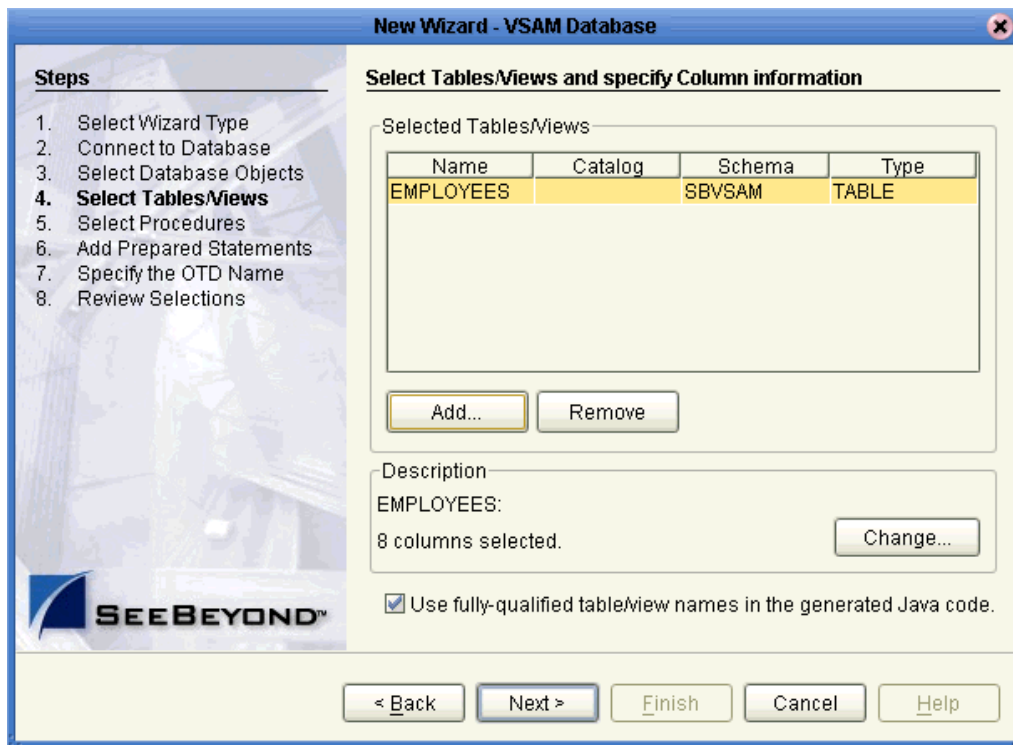 New Wizard - VSAM Database
Steps
1. Select Wizard Type
2. Connect to Database
3. Select Database Objects
4. Select Tables/Views
5. Select Procedures
6. Add Prepared Statements
7. Specify the OTD Name
8. Review Selections
SEEBEYOND™
Select Tables/Views and specify Column information
Selected Tables/Views
Name Catalog Schema Type
EMPLOYEES SBVSAM TABLE
Add... Remove
Description
EMPLOYEES:
8 columns selected.
Change...
Use fully-qualified table/view names in the generated Java code.
< Back Next > Finish Cancel Help